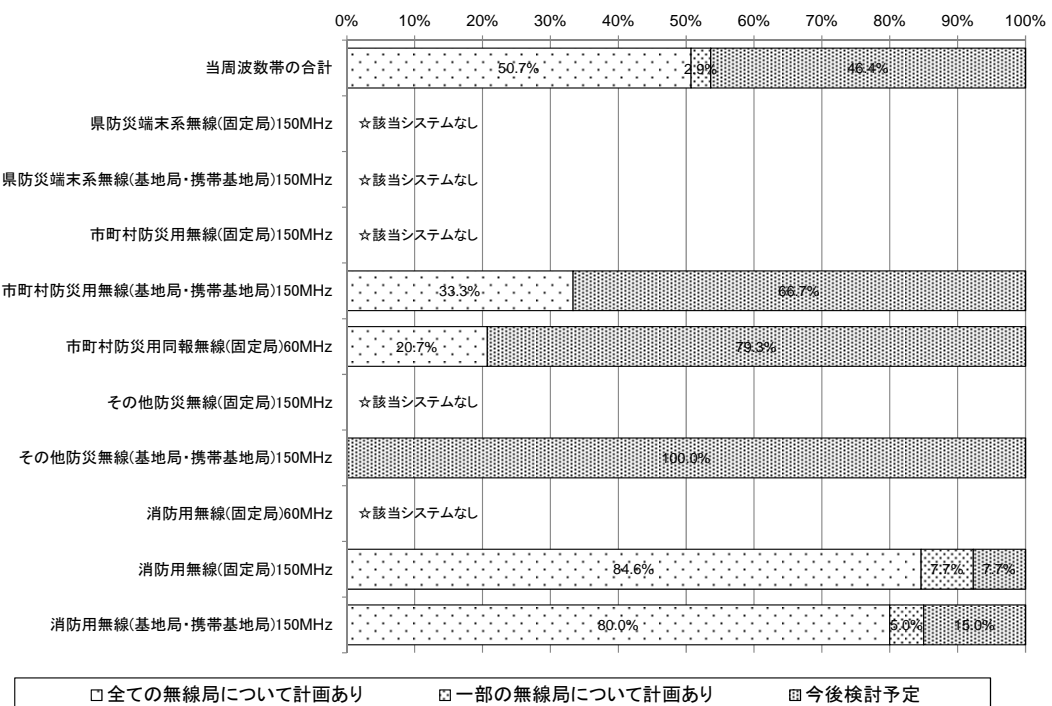 0% 10% 20% 30% 40% 50% 60% 70% 80% 90% 100%
当周波数帯の合計 50.7% 2.9% 46.4%
県防災端末系無線(固定局)150MHz ☆該当システムなし
県防災端末系無線(基地局・携帯基地局)150MHz ☆該当システムなし
市町村防災用無線(固定局)150MHz ☆該当システムなし
市町村防災用無線(基地局・携帯基地局)150MHz 33.3% 66.7%
市町村防災用同報無線(固定局)60MHz 20.7% 79.3%
その他防災無線(固定局)150MHz ☆該当システムなし
その他防災無線(基地局・携帯基地局)150MHz 100.0%
消防用無線(固定局)60MHz ☆該当システムなし
消防用無線(固定局)150MHz 84.6% 7.7% 7.7%
消防用無線(基地局・携帯基地局)150MHz 80.0% 5.0% 15.0%
全ての無線局について計画あり 一部の無線局について計画あり 今後検討予定